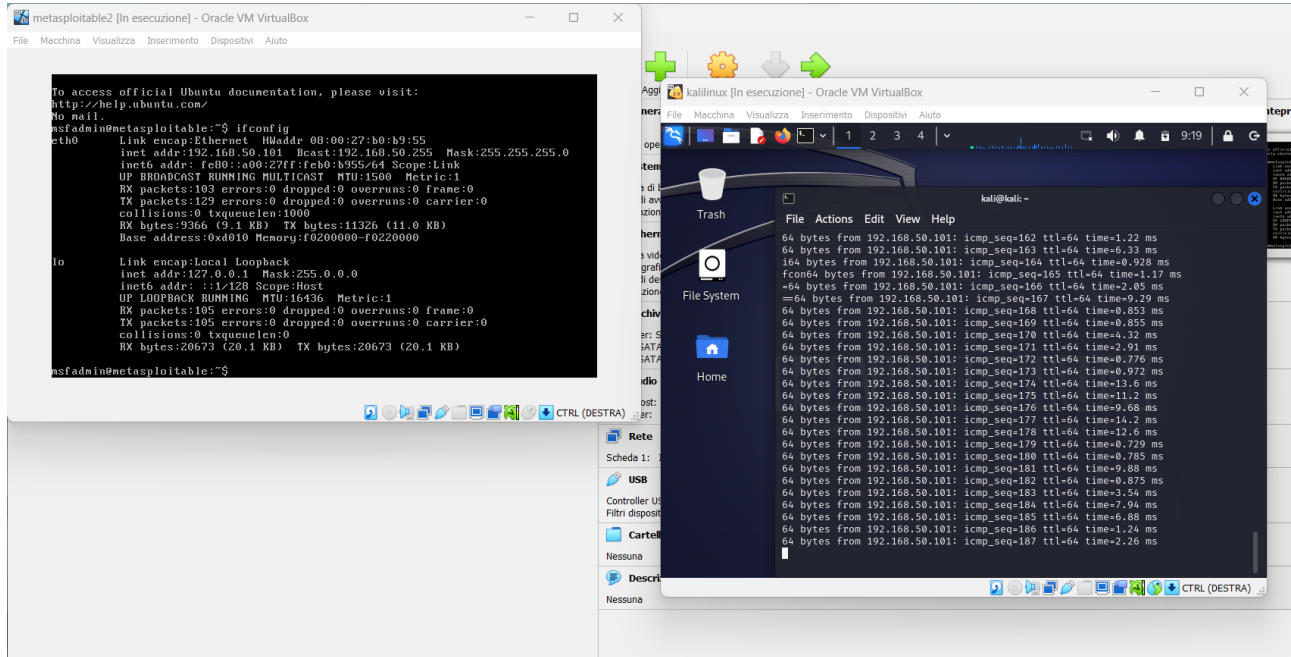 metasploitable2 [In esecuzione] - Oracle VM VirtualBox
File Macchina Visualizza Inserimento Dispositivi Aiuto
To access official Ubuntu documentation, please visit:
http://help.ubuntu.com/
No mail.
msfadmin@metasploitable:~$ ifconfig
eth0 Link encap:Ethernet HWaddr 08:00:27:b0:b9:55
inet addr:192.168.50.101 Bcast:192.168.50.255 Mask:255.255.255.0
inet6 addr: fe80::a00:27ff:feb0:b955/64 Scope:Link
UP BROADCAST RUNNING MULTICAST MTU:1500 Metric:1
RX packets:103 errors:0 dropped:0 overruns:0 frame:0
TX packets:129 errors:0 dropped:0 overruns:0 carrier:0
collisions:0 txqueuelen:1000
RX bytes:9366 (9.1 KB) TX bytes:11326 (11.0 KB)
Base address:0xd010 Memory:f0200000-f0220000
lo Link encap:Local Loopback
inet addr:127.0.0.1 Mask:255.0.0.0
inet6 addr: ::1/128 Scope:Host
UP LOOPBACK RUNNING MTU:16436 Metric:1
RX packets:105 errors:0 dropped:0 overruns:0 frame:0
TX packets:105 errors:0 dropped:0 overruns:0 carrier:0
collisions:0 txqueuelen:0
RX bytes:20673 (20.1 KB) TX bytes:20673 (20.1 KB)
msfadmin@metasploitable:~$
CTRL (DESTRA)
Rete
Scheda 1:
USB
Controller US
Filtri disposit
Cartell
Nessuna
Descri
Nessuna
kalilinux [In esecuzione] - Oracle VM VirtualBox
File Macchina Visualizza Inserimento Dispositivi Aiuto
1 2 3 4 9:19
Trash
File System
Home
kali@kali: ~
File Actions Edit View Help
64 bytes from 192.168.50.101: icmp_seq=162 ttl=64 time=1.22 ms
64 bytes from 192.168.50.101: icmp_seq=163 ttl=64 time=6.33 ms
i64 bytes from 192.168.50.101: icmp_seq=164 ttl=64 time=0.928 ms
fcon64 bytes from 192.168.50.101: icmp_seq=165 ttl=64 time=1.17 ms
=64 bytes from 192.168.50.101: icmp_seq=166 ttl=64 time=2.05 ms
==64 bytes from 192.168.50.101: icmp_seq=167 ttl=64 time=9.29 ms
64 bytes from 192.168.50.101: icmp_seq=168 ttl=64 time=0.853 ms
64 bytes from 192.168.50.101: icmp_seq=169 ttl=64 time=0.855 ms
64 bytes from 192.168.50.101: icmp_seq=170 ttl=64 time=4.32 ms
64 bytes from 192.168.50.101: icmp_seq=171 ttl=64 time=2.91 ms
64 bytes from 192.168.50.101: icmp_seq=172 ttl=64 time=0.776 ms
64 bytes from 192.168.50.101: icmp_seq=173 ttl=64 time=0.972 ms
64 bytes from 192.168.50.101: icmp_seq=174 ttl=64 time=13.6 ms
64 bytes from 192.168.50.101: icmp_seq=175 ttl=64 time=11.2 ms
64 bytes from 192.168.50.101: icmp_seq=176 ttl=64 time=9.68 ms
64 bytes from 192.168.50.101: icmp_seq=177 ttl=64 time=14.2 ms
64 bytes from 192.168.50.101: icmp_seq=178 ttl=64 time=12.6 ms
64 bytes from 192.168.50.101: icmp_seq=179 ttl=64 time=0.729 ms
64 bytes from 192.168.50.101: icmp_seq=180 ttl=64 time=0.785 ms
64 bytes from 192.168.50.101: icmp_seq=181 ttl=64 time=9.88 ms
64 bytes from 192.168.50.101: icmp_seq=182 ttl=64 time=0.875 ms
64 bytes from 192.168.50.101: icmp_seq=183 ttl=64 time=3.54 ms
64 bytes from 192.168.50.101: icmp_seq=184 ttl=64 time=7.94 ms
64 bytes from 192.168.50.101: icmp_seq=185 ttl=64 time=6.88 ms
64 bytes from 192.168.50.101: icmp_seq=186 ttl=64 time=1.24 ms
64 bytes from 192.168.50.101: icmp_seq=187 ttl=64 time=2.26 ms
CTRL (DESTRA)